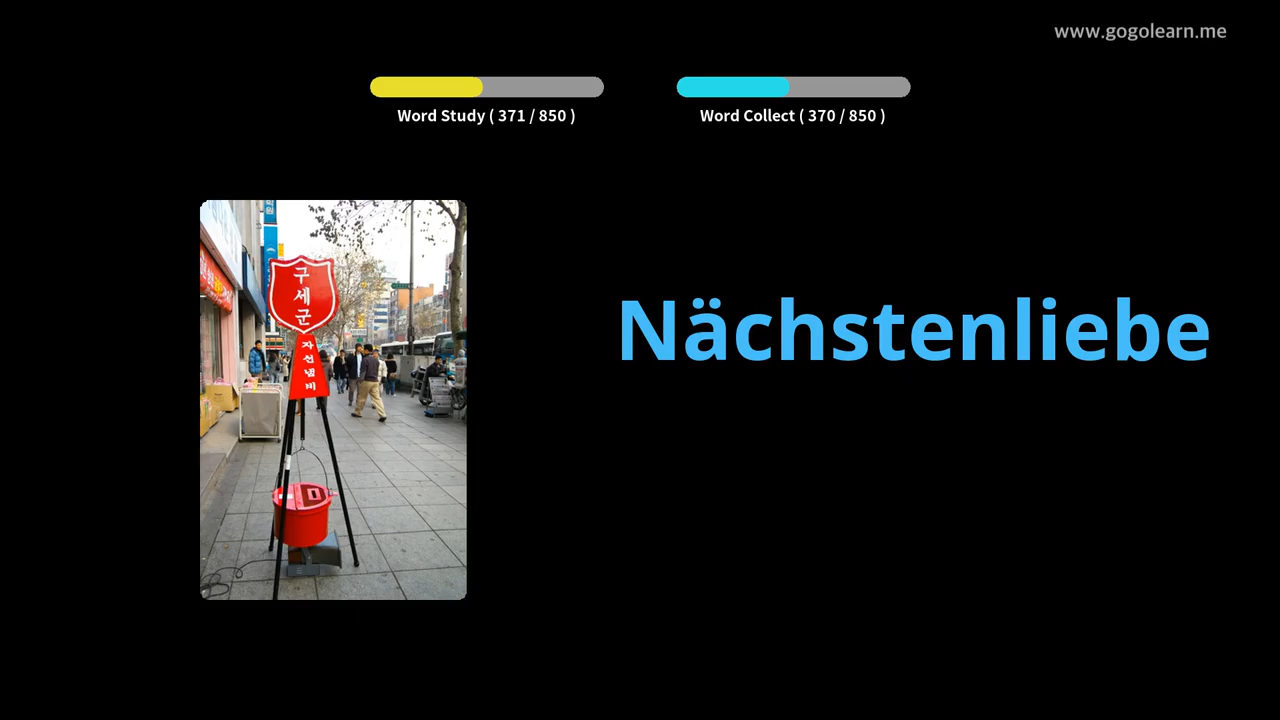 www.gogolearn.me
Word Study ( 371 / 850 )
Word Collect ( 370 / 850 )
구세군
자선냄비
Nächstenliebe